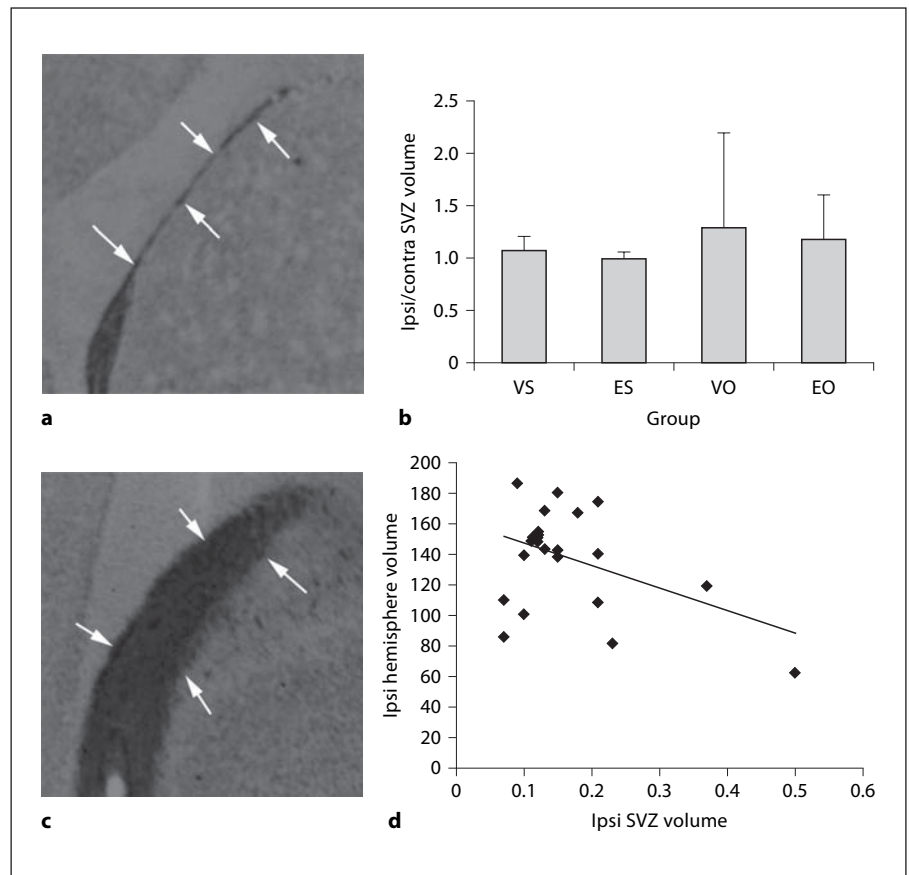 a
b
Ipsi/contra SVZ volume
2.5
2.0
1.5
1.0
0.5
0
VS ES VO EO
Group
c
d
Ipsi hemisphere volume
200
180
160
140
120
100
80
60
40
20
0
0 0.1 0.2 0.3 0.4 0.5 0.6
Ipsi SVZ volume